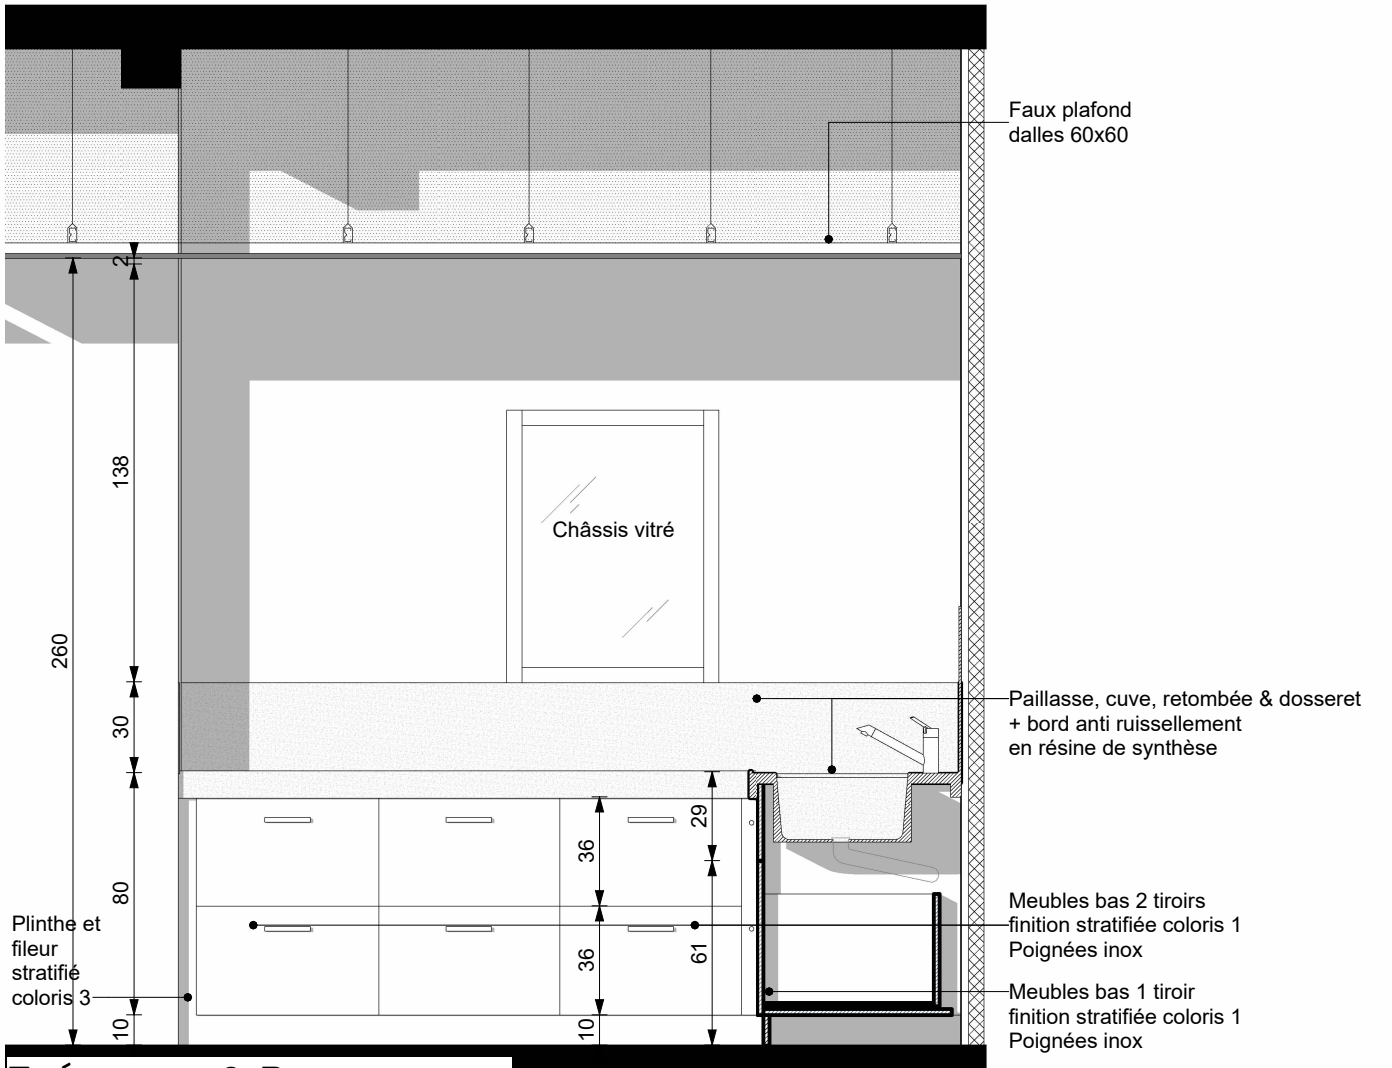 Faux plafond
dalles 60x60
2
138
Châssis vitré
260
30
Paillasse, cuve, retombée & dosseret
+ bord anti ruissellement
en résine de synthèse
29
36
80
Meubles bas 2 tiroirs
finition stratifiée coloris 1
Poignées inox
Plinthe et
fileur
stratifié
coloris 3
36
61
Meubles bas 1 tiroir
finition stratifiée coloris 1
Poignées inox
10
10